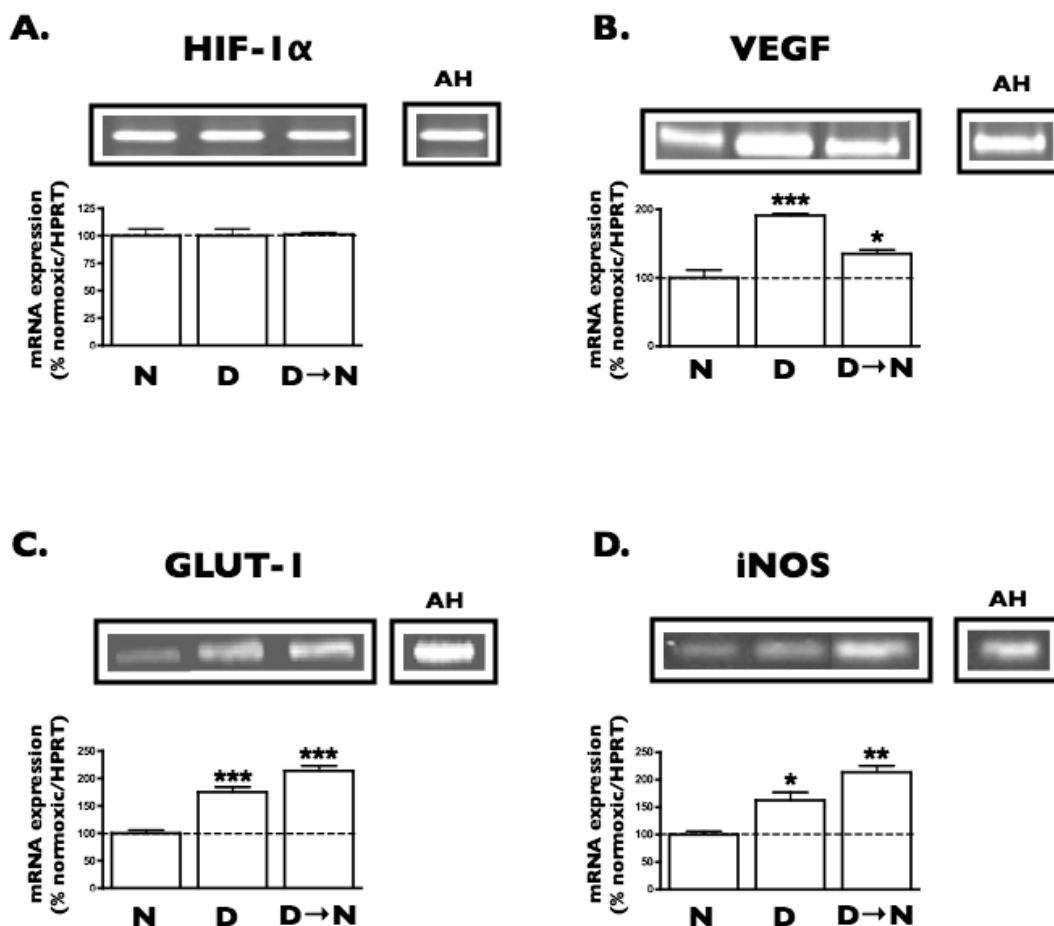 A.
HIF-1α
AH
mRNA expression
(% normoxic/HPRT)
125
100
75
50
25
0
N D D→N
B.
VEGF
AH
mRNA expression
(% normoxic/HPRT)
200
100
0
***
*
N D D→N
C.
GLUT-1
AH
mRNA expression
(% normoxic/HPRT)
250
200
150
100
50
0
***
***
N D D→N
D.
iNOS
AH
mRNA expression
(% normoxic/HPRT)
250
200
150
100
50
0
*
**
N D D→N